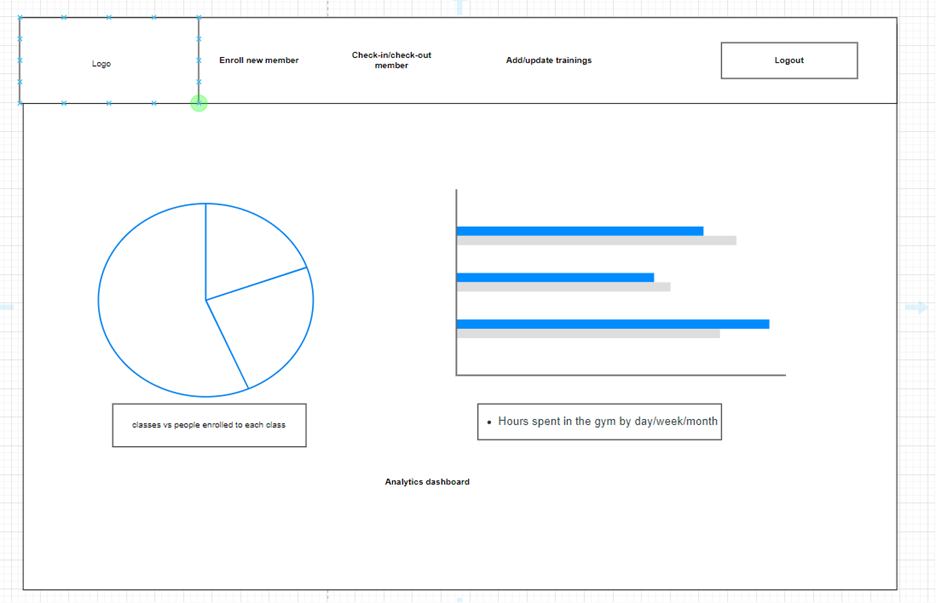 Logo
Enroll new member
Check-in/check-out
member
Add/update trainings
Logout
classes vs people enrolled to each class
• Hours spent in the gym by day/week/month
Analytics dashboard